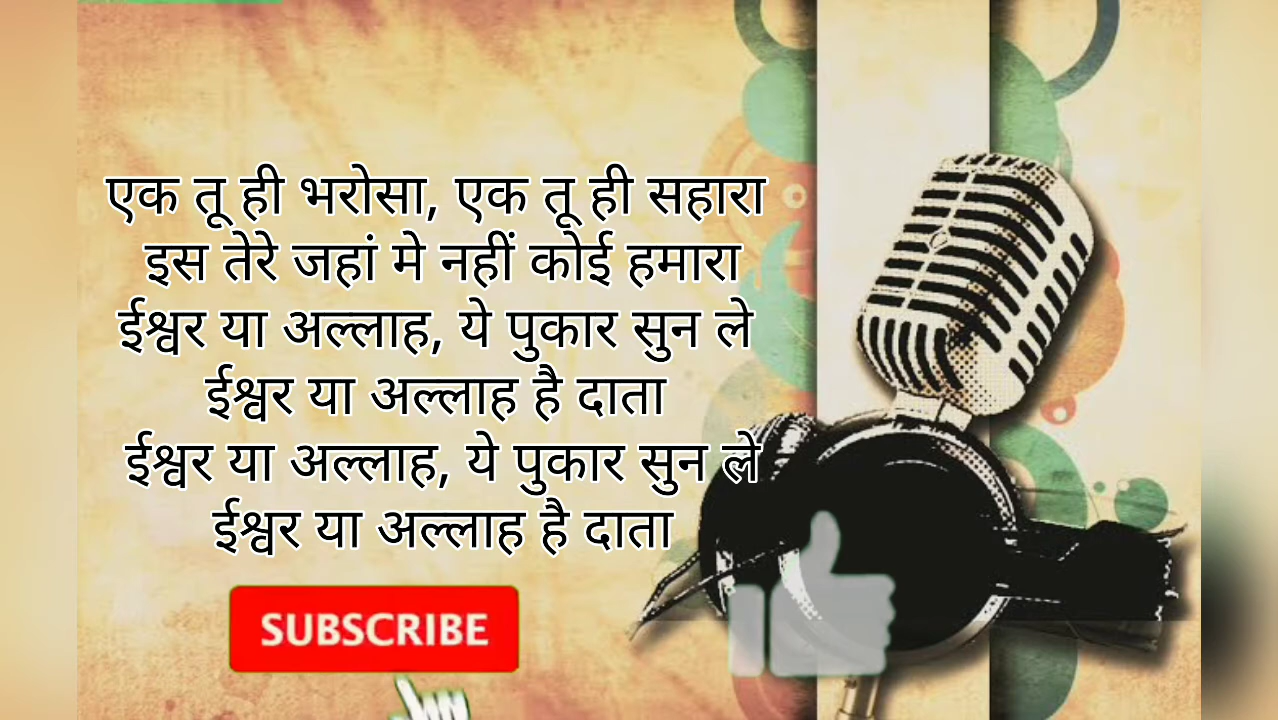 एक तू ही भरोसा, एक तू ही सहारा
इस तेरे जहां मे नहीं कोई हमारा
ईश्वर या अल्लाह, ये पुकार सुन ले
ईश्वर या अल्लाह है दाता
ईश्वर या अल्लाह, ये पुकार सुन ले
ईश्वर या अल्लाह है दाता
SUBSCRIBE